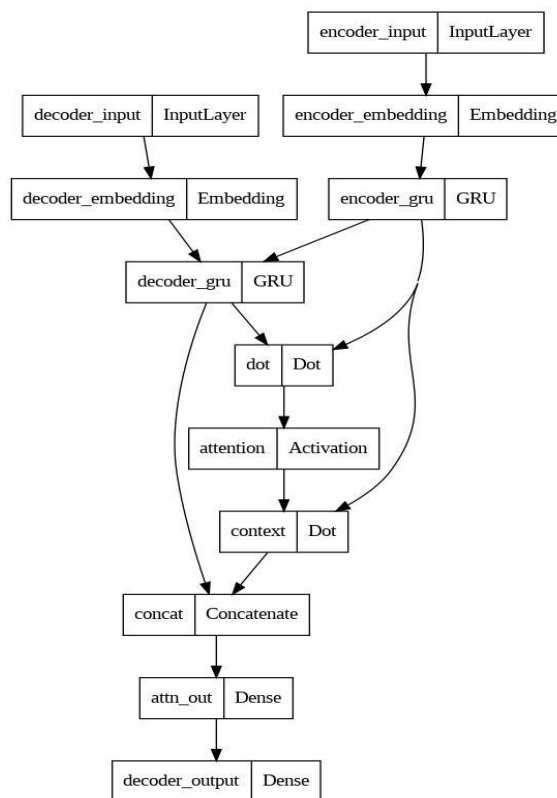 encoder_input InputLayer
decoder_input InputLayer
encoder_embedding Embedding
decoder_embedding Embedding
encoder_gru GRU
decoder_gru GRU
dot Dot
attention Activation
context Dot
concat Concatenate
attn_out Dense
decoder_output Dense